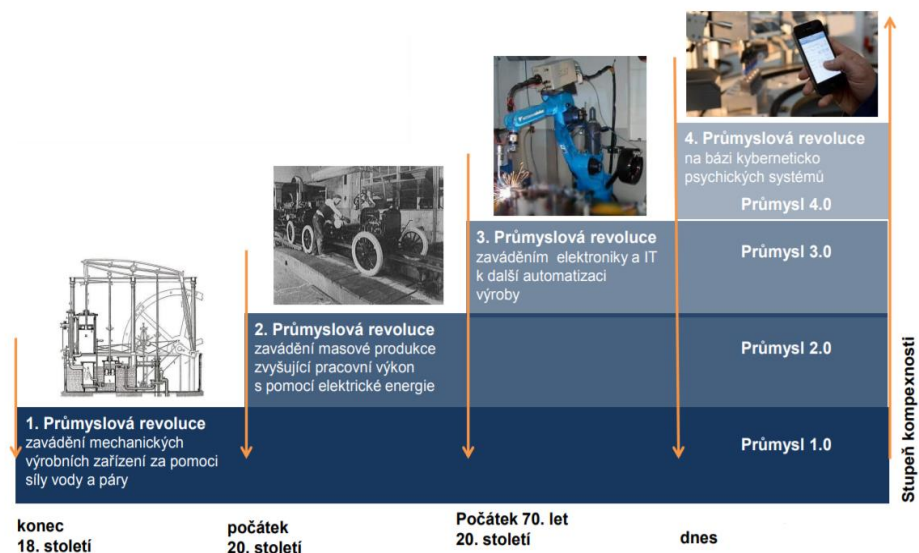 4. Průmyslová revoluce
na bázi kyberneticko
psychických systémů
Průmysl 4.0
3. Průmyslová revoluce
zaváděním elektroniky a IT
k další automatizaci
výroby
Průmysl 3.0
2. Průmyslová revoluce
zavádění masové produkce
zvyšující pracovní výkon
s pomocí elektrické energie
Průmysl 2.0
1. Průmyslová revoluce
zavádění mechanických
výrobních zařízení za pomoci
síly vody a páry
Průmysl 1.0
Stupeň kompexnosti
konec
18. století
počátek
20. století
Počátek 70. let
20. století
dnes